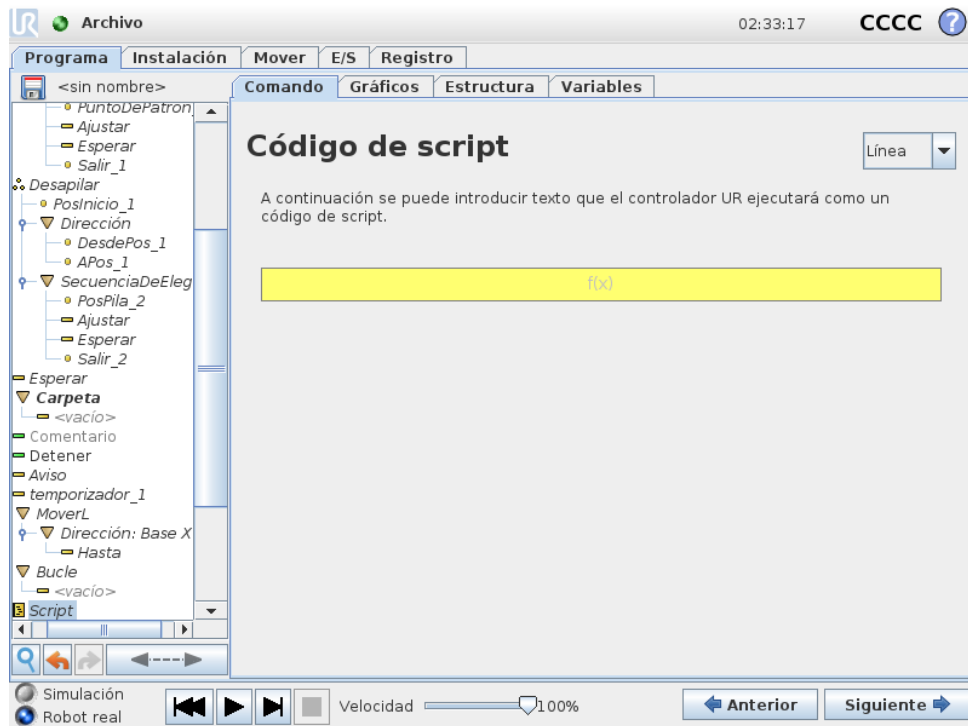 UR Archivo 02:33:17 CCCC ?
Programa Instalación Mover E/S Registro
<sin nombre>
PuntoDePatron
Ajustar
Esperar
Salir_1
Desapilar
PosInicio_1
Dirección
DesdePos_1
APos_1
SecuenciaDeEleg
PosPila_2
Ajustar
Esperar
Salir_2
Esperar
Carpeta
<vacío>
Comentario
Detener
Aviso
temporizador_1
MoverL
Dirección: Base X
Hasta
Bucle
<vacío>
Script
Comando Gráficos Estructura Variables
Código de script
Línea
A continuación se puede introducir texto que el controlador UR ejecutará como un
código de script.
f(x)
Simulación
Robot real
Velocidad 100%
Anterior Siguiente